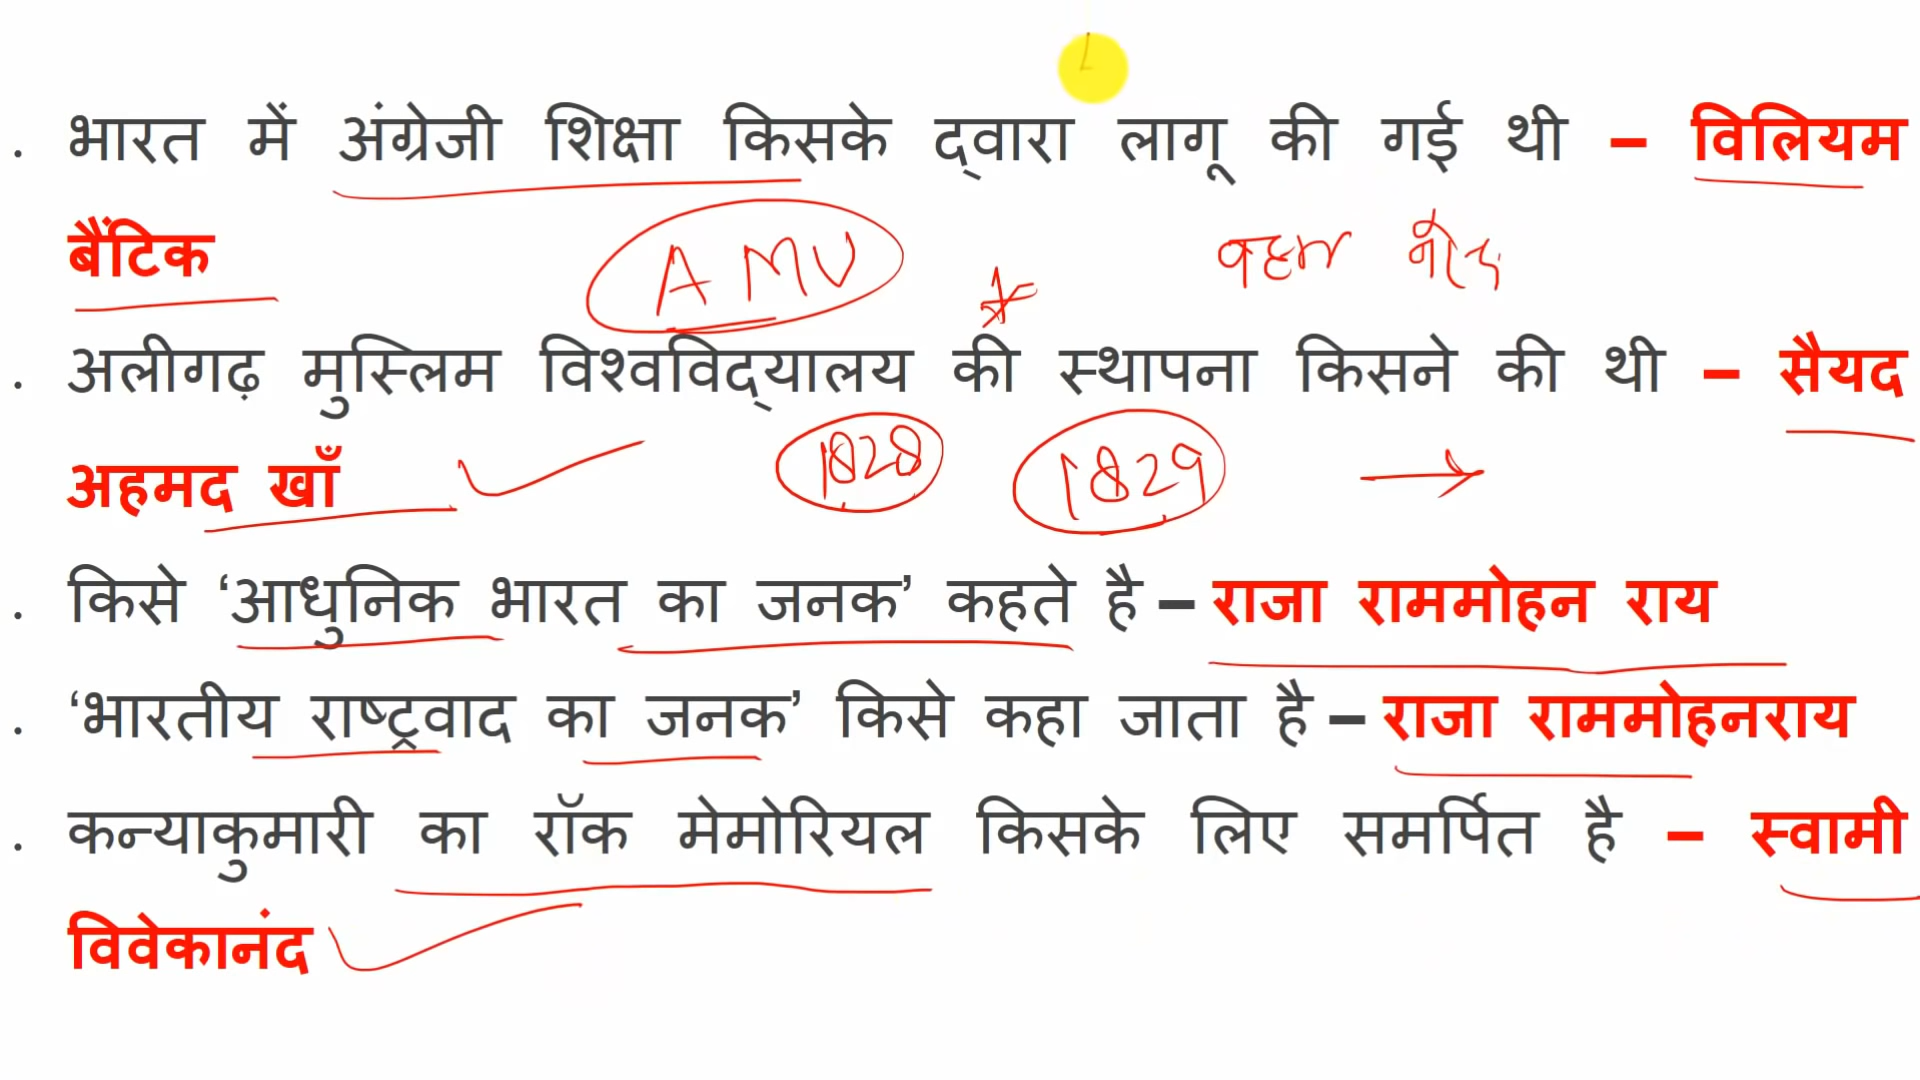 . भारत में अंग्रेजी शिक्षा किसके द्वारा लागू की गई थी – विलियम
बैंटिक
AMU
. अलीगढ़ मुस्लिम विश्वविद्यालय की स्थापना किसने की थी – सैयद
अहमद खाँ
1828 1829
. किसे ‘आधुनिक भारत का जनक’ कहते है – राजा राममोहन राय
. ‘भारतीय राष्ट्रवाद का जनक’ किसे कहा जाता है – राजा राममोहनराय
. कन्याकुमारी का रॉक मेमोरियल किसके लिए समर्पित है – स्वामी
विवेकानंद